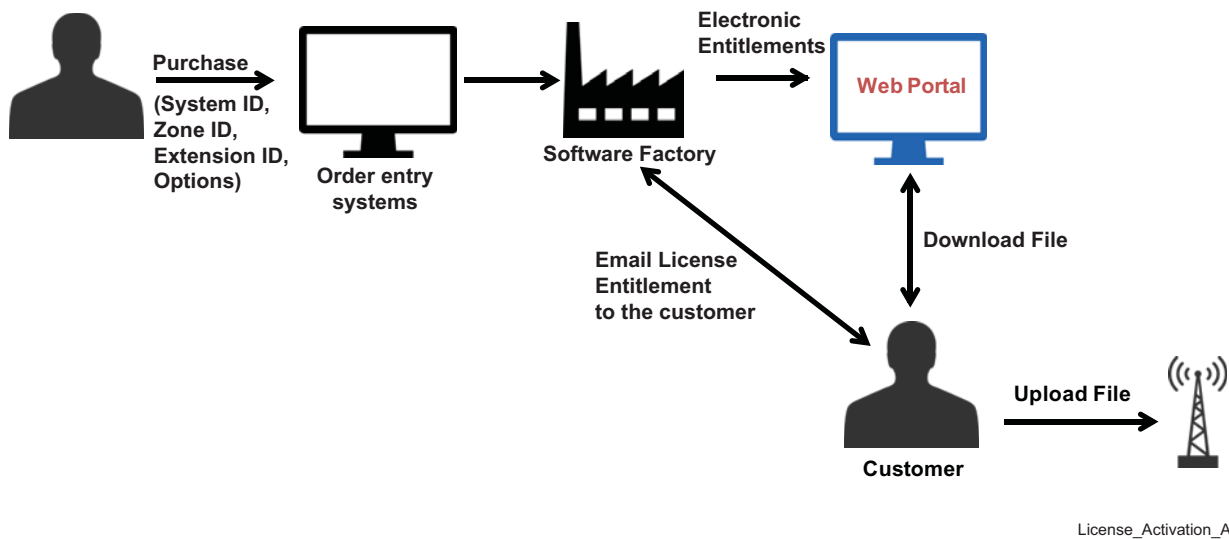 Purchase
(System ID,
Zone ID,
Extension ID,
Options)
Order entry
systems
Software Factory
Electronic
Entitlements
Web Portal
Download File
Email License
Entitlement
to the customer
Customer
Upload File
License_Activation_A